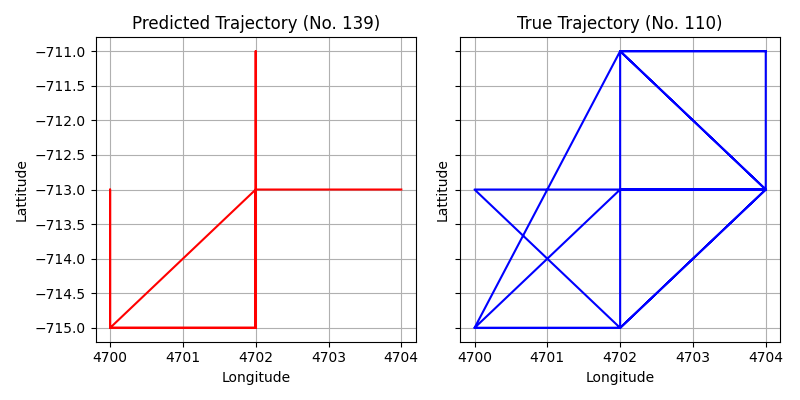 Predicted Trajectory (No. 139)
True Trajectory (No. 110)
−711.0
−711.5
−712.0
−712.5
−713.0
−713.5
−714.0
−714.5
−715.0
Lattitude
Lattitude
4700 4701 4702 4703 4704
4700 4701 4702 4703 4704
Longitude
Longitude